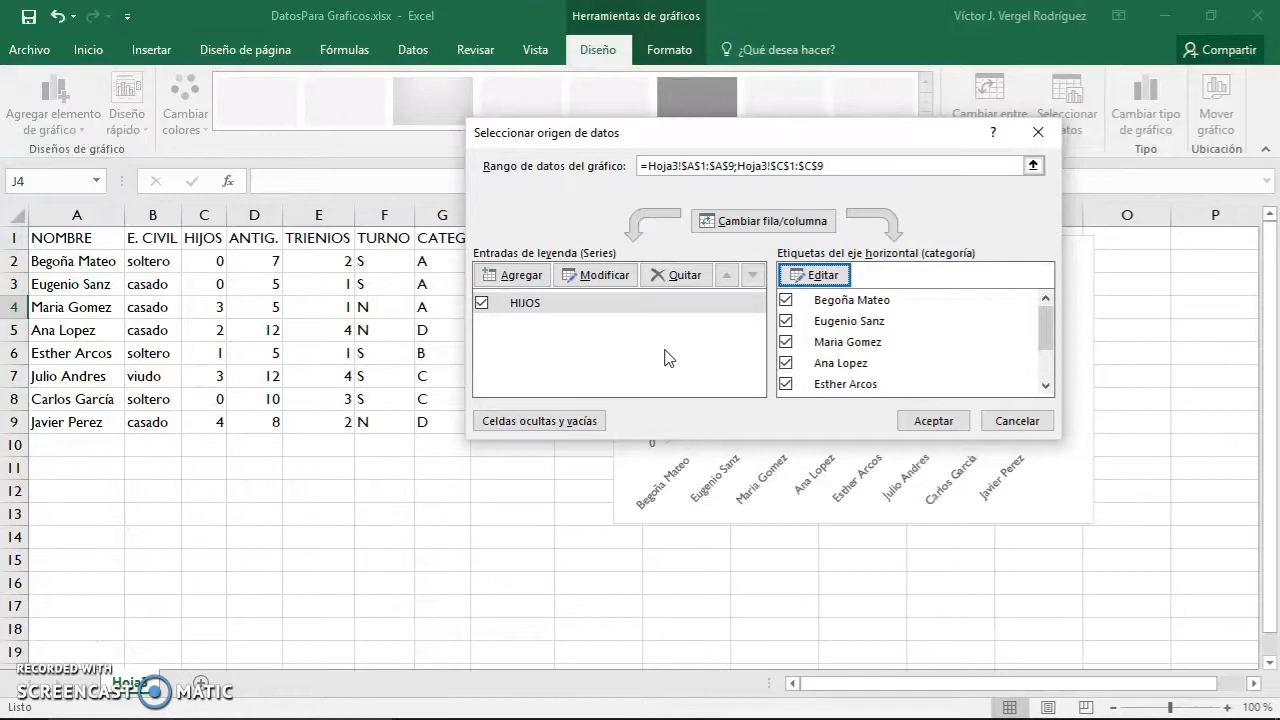 DatosPara Graficos.xlsx - Excel
Herramientas de gráficos
Víctor J. Vergel Rodríguez
Archivo Inicio Insertar Diseño de página Fórmulas Datos Revisar Vista Diseño Formato ¿Qué desea hacer? Compartir
Agregar elemento de gráfico
Diseño rápido
Cambiar colores
Cambiar entre
Seleccionar
Cambiar tipo de gráfico
Mover gráfico
Diseños de gráfico
Tipo
Ubicación
J4
fx
Seleccionar origen de datos
Rango de datos del gráfico: =Hoja3!$A$1:$A$9;Hoja3!$C$1:$C$9
Cambiar fila/columna
Entradas de leyenda (Series)
Agregar Modificar Quitar
HIJOS
Etiquetas del eje horizontal (categoría)
Editar
Begoña Mateo
Eugenio Sanz
Maria Gomez
Ana Lopez
Esther Arcos
Celdas ocultas y vacías
Aceptar Cancelar
A B C D E F G O P
1 NOMBRE E. CIVIL HIJOS ANTIG. TRIENIOS TURNO CATEG
2 Begoña Mateo soltero 0 7 2 S A
3 Eugenio Sanz casado 0 5 1 S A
4 Maria Gomez casado 3 5 1 N A
5 Ana Lopez casado 2 12 4 N D
6 Esther Arcos soltero 1 5 1 S B
7 Julio Andres viudo 3 12 4 S C
8 Carlos García soltero 0 10 3 S C
9 Javier Perez casado 4 8 2 N D
10
11
12
13
14
15
16
17
18
19
0
Begoña Mateo
Eugenio Sanz
Maria Gomez
Ana Lopez
Esther Arcos
Julio Andres
Carlos García
Javier Perez
RECORDED WITH
SCREENCAST MATIC
Listo
100 %